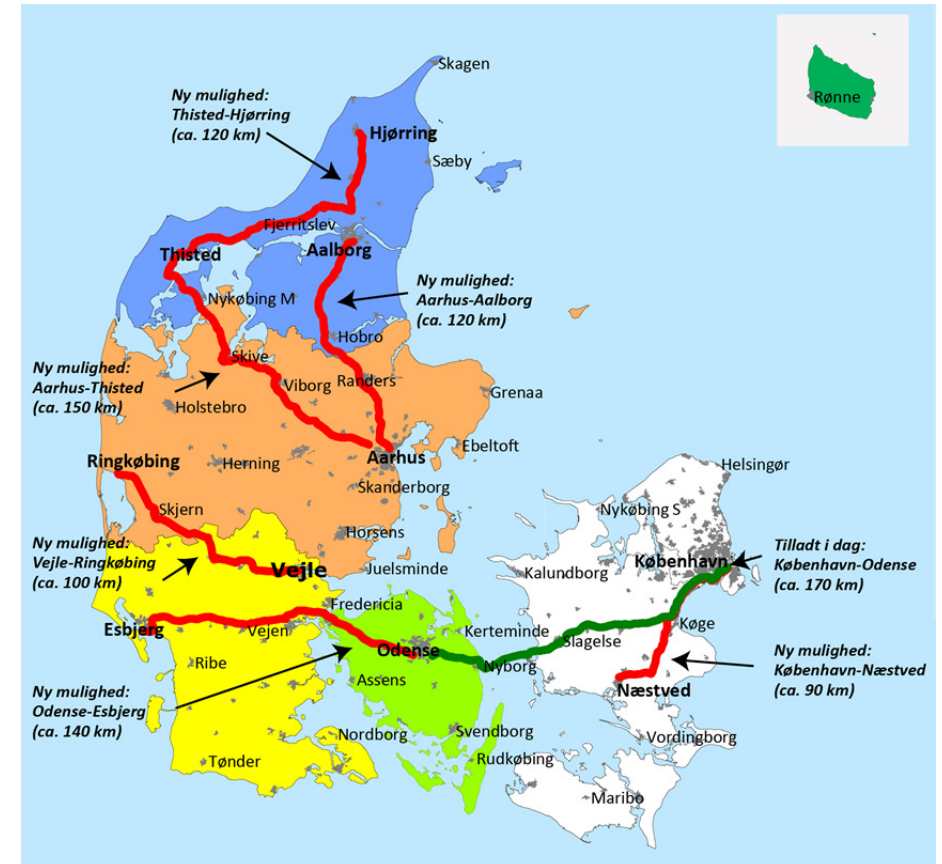 Skagen
Ny mulighed:
Thisted-Hjørring
(ca. 120 km)
Rønne
Hjørring
Sæby
Fjerritslev
Thisted
Aalborg
Ny mulighed:
Aarhus-Aalborg
(ca. 120 km)
Nykøbing M
Hobro
Ny mulighed:
Aarhus-Thisted
(ca. 150 km)
Skive
Viborg
Randers
Grenaa
Holstebro
Ebeltoft
Aarhus
Ringkøbing
Herning
Helsingør
Skanderborg
Skjern
Nykøbing S
Horsens
Ny mulighed:
Vejle-Ringkøbing
(ca. 100 km)
Vejle
Juelsminde
Kalundborg
København
Tilladt i dag:
København-Odense
(ca. 170 km)
Fredericia
Esbjerg
Vejen
Kerteminde
Slagelse
Køge
Odense
Nyborg
Ribe
Assens
Næstved
Ny mulighed:
København-Næstved
(ca. 90 km)
Ny mulighed:
Odense-Esbjerg
(ca. 140 km)
Nordborg
Svendborg
Vordingborg
Tønder
Rudkøbing
Maribo